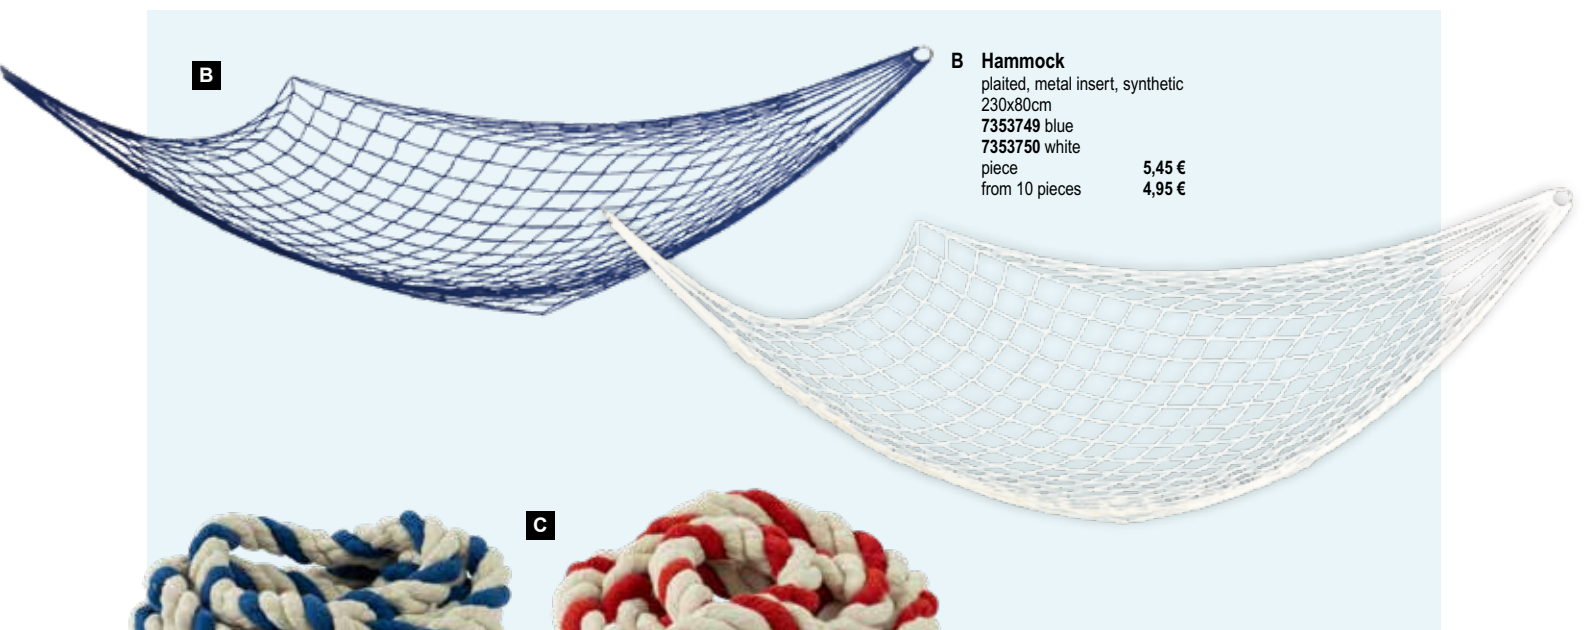 B
B Hammock
plaited, metal insert, synthetic
230x80cm
7353749 blue
7353750 white
piece 5,45 €
from 10 pieces 4,95 €
C